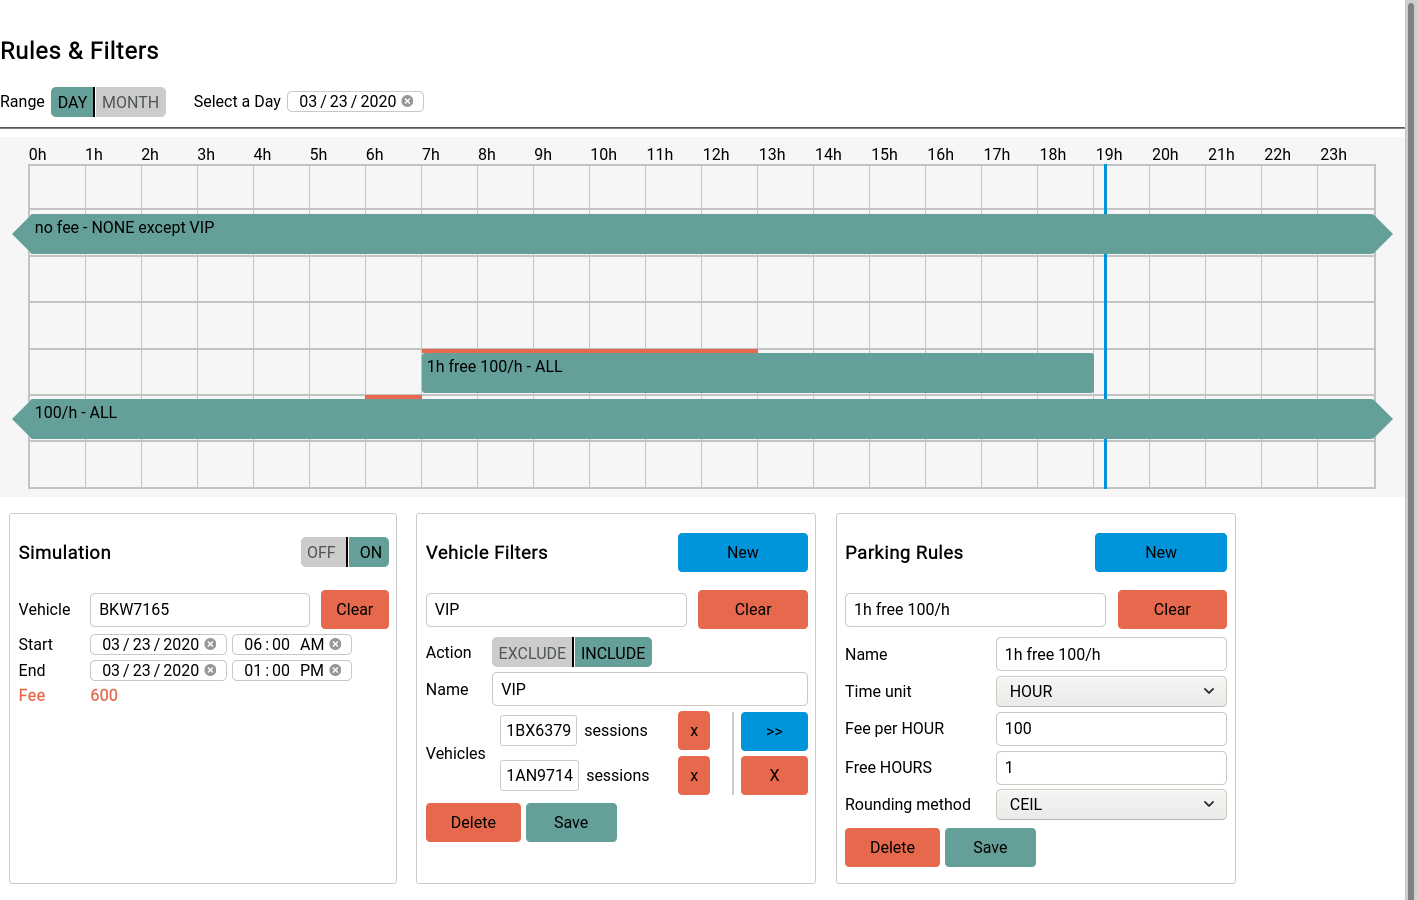 Rules & Filters
Range DAY MONTH Select a Day 03 / 23 / 2020
0h 1h 2h 3h 4h 5h 6h 7h 8h 9h 10h 11h 12h 13h 14h 15h 16h 17h 18h 19h 20h 21h 22h 23h
no fee - NONE except VIP
1h free 100/h - ALL
100/h - ALL
Simulation OFF ON
Vehicle BKW7165 Clear
Start 03 / 23 / 2020 06 : 00 AM
End 03 / 23 / 2020 01 : 00 PM
Fee 600
Vehicle Filters New
VIP Clear
Action EXCLUDE INCLUDE
Name VIP
Vehicles
1BX6379 sessions x >>
1AN9714 sessions x X
Delete Save
Parking Rules New
1h free 100/h Clear
Name 1h free 100/h
Time unit HOUR
Fee per HOUR 100
Free HOURS 1
Rounding method CEIL
Delete Save